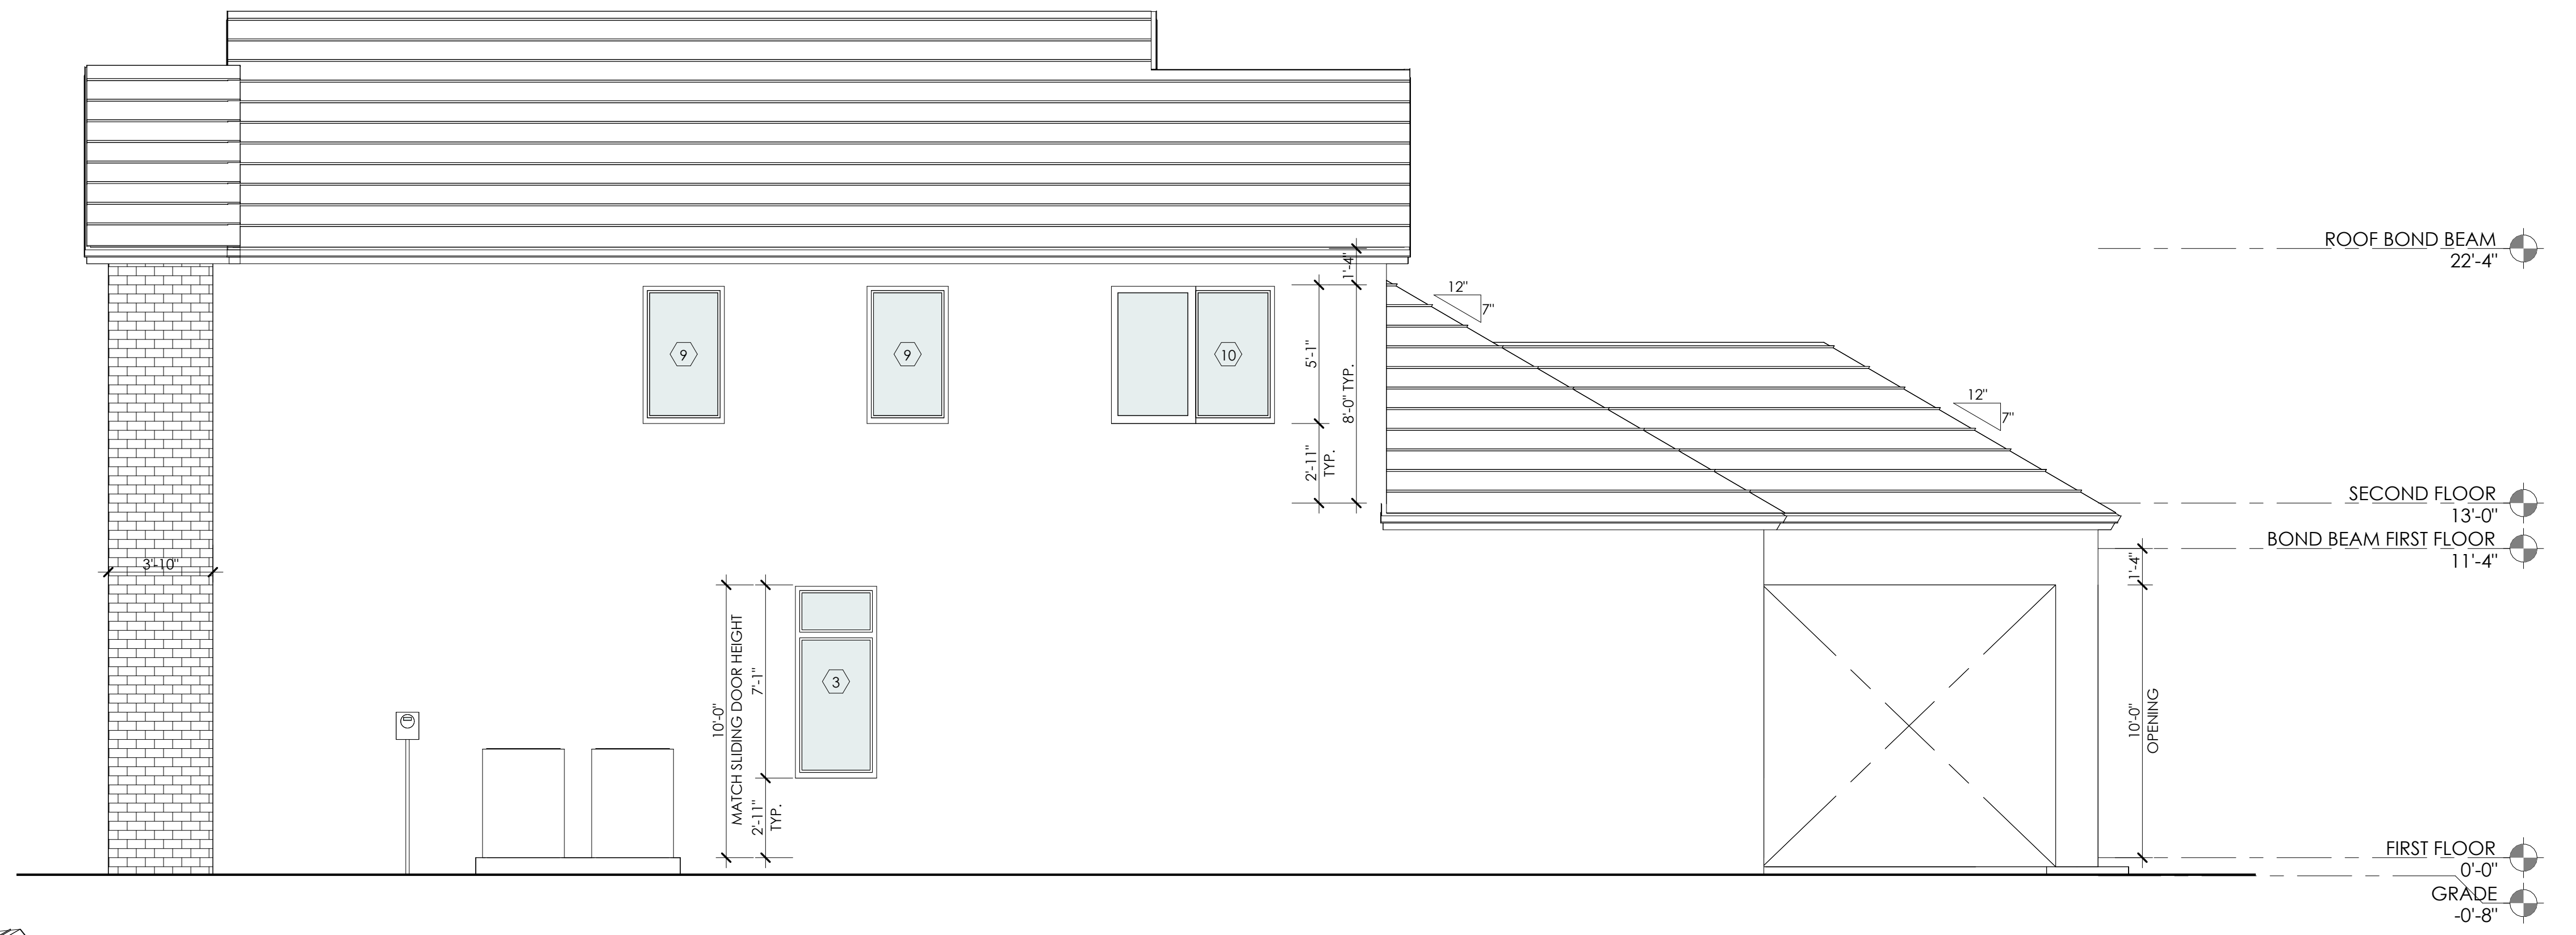 ROOF BOND BEAM
22'-4"
1'-4"
12"
7"
9
9
10
5'-1"
8'-0" TYP.
12"
7"
2'-11"
TYP.
SECOND FLOOR
13'-0"
BOND BEAM FIRST FLOOR
11'-4"
3'-10"
1'-4"
10'-0"
MATCH SLIDING DOOR HEIGHT
7'-1"
3
10'-0"
OPENING
2'-11"
TYP.
FIRST FLOOR
0'-0"
GRADE
-0'-8"